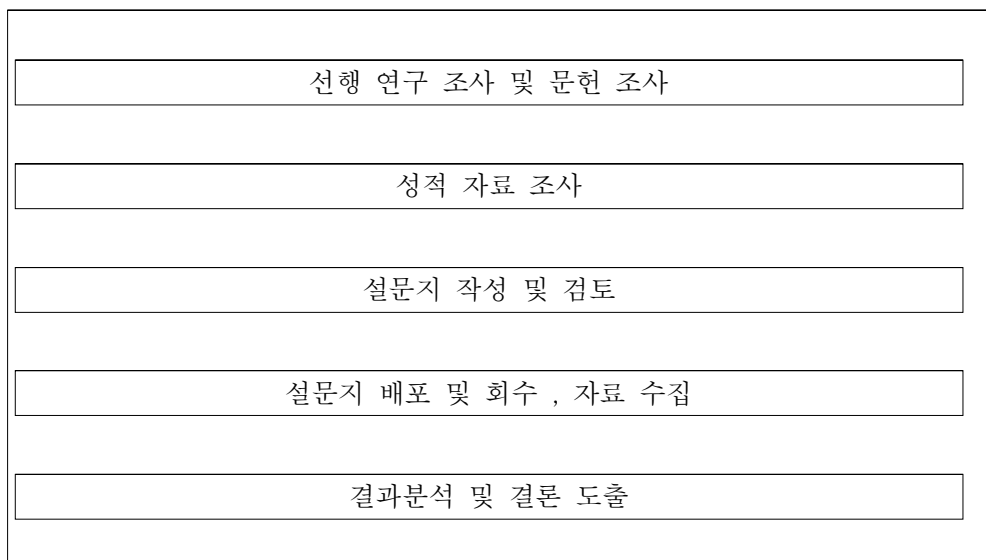 선행 연구 조사 및 문헌 조사
성적 자료 조사
설문지 작성 및 검토
설문지 배포 및 회수 , 자료 수집
결과분석 및 결론 도출